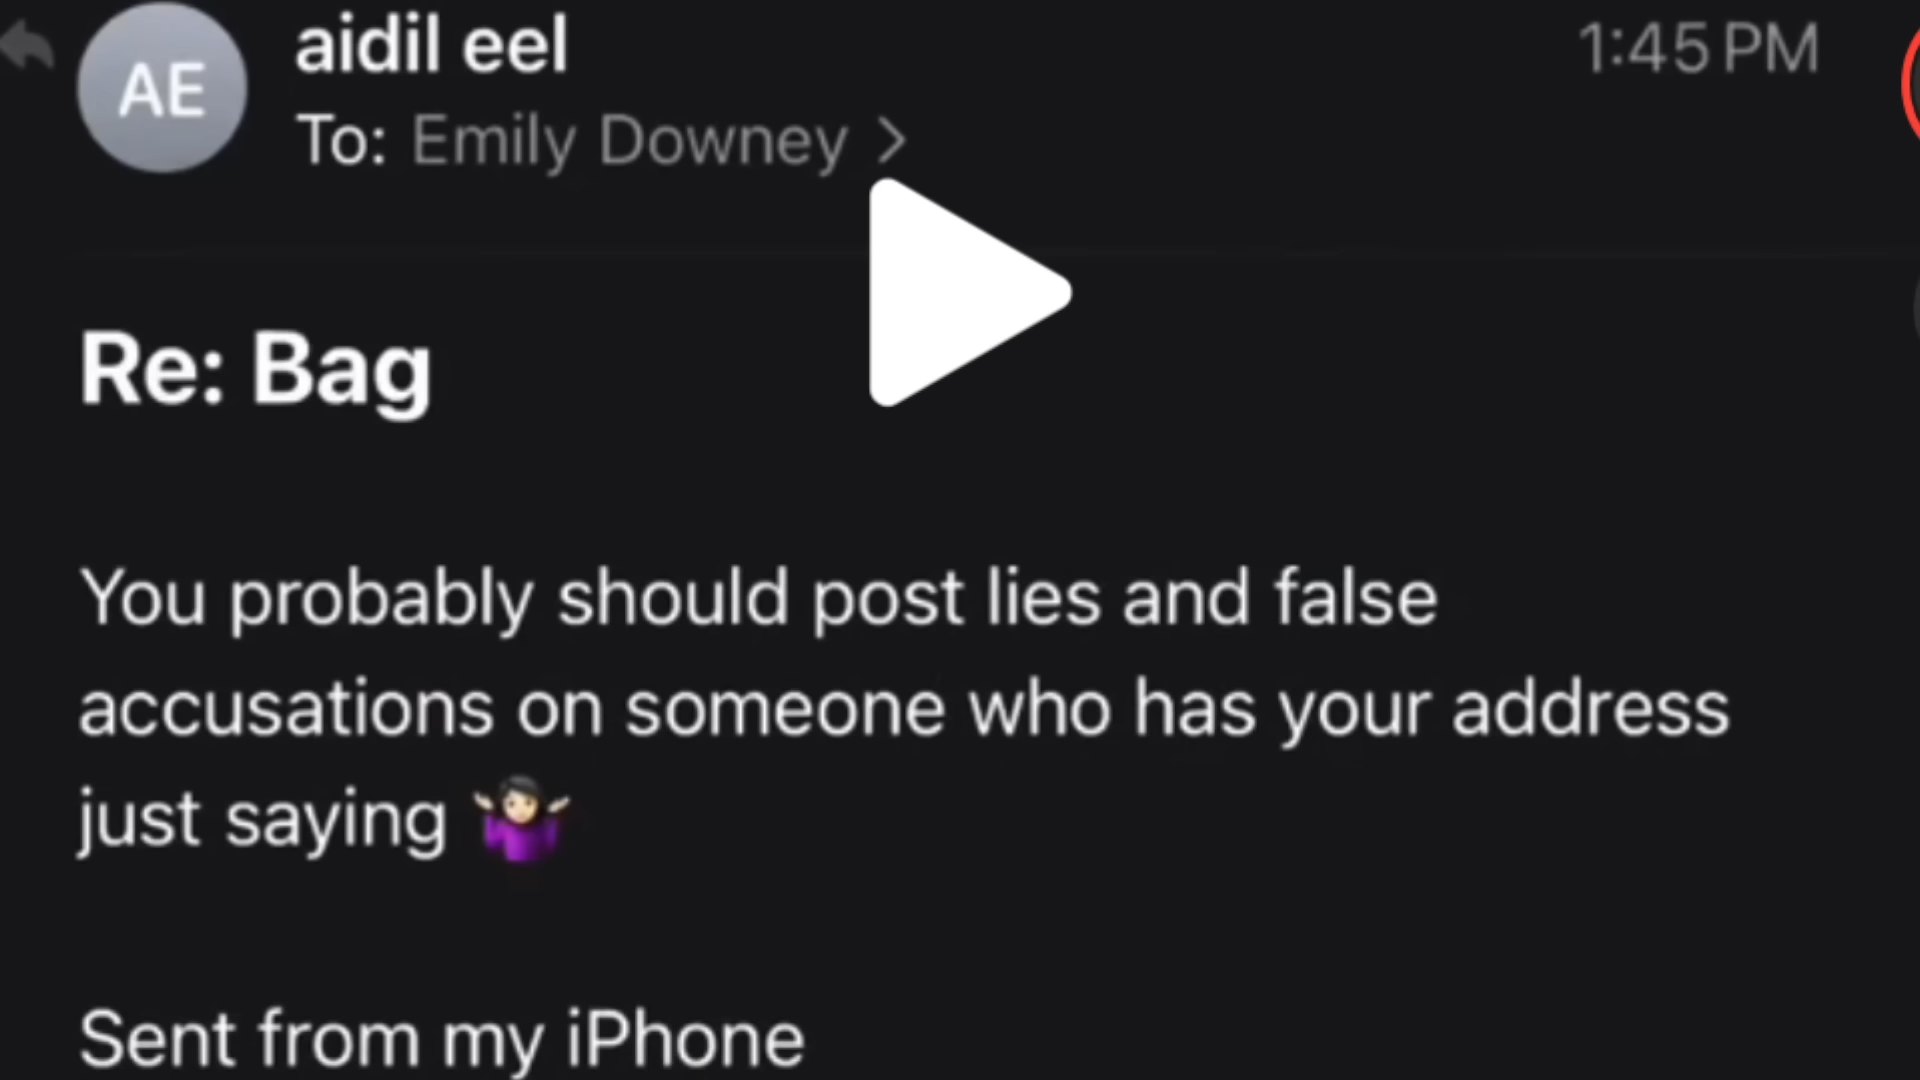 AE
aidil eel
1:45 PM
To: Emily Downey
Re: Bag
You probably should post lies and false
accusations on someone who has your address
just saying 🤷🏻‍♀️
Sent from my iPhone